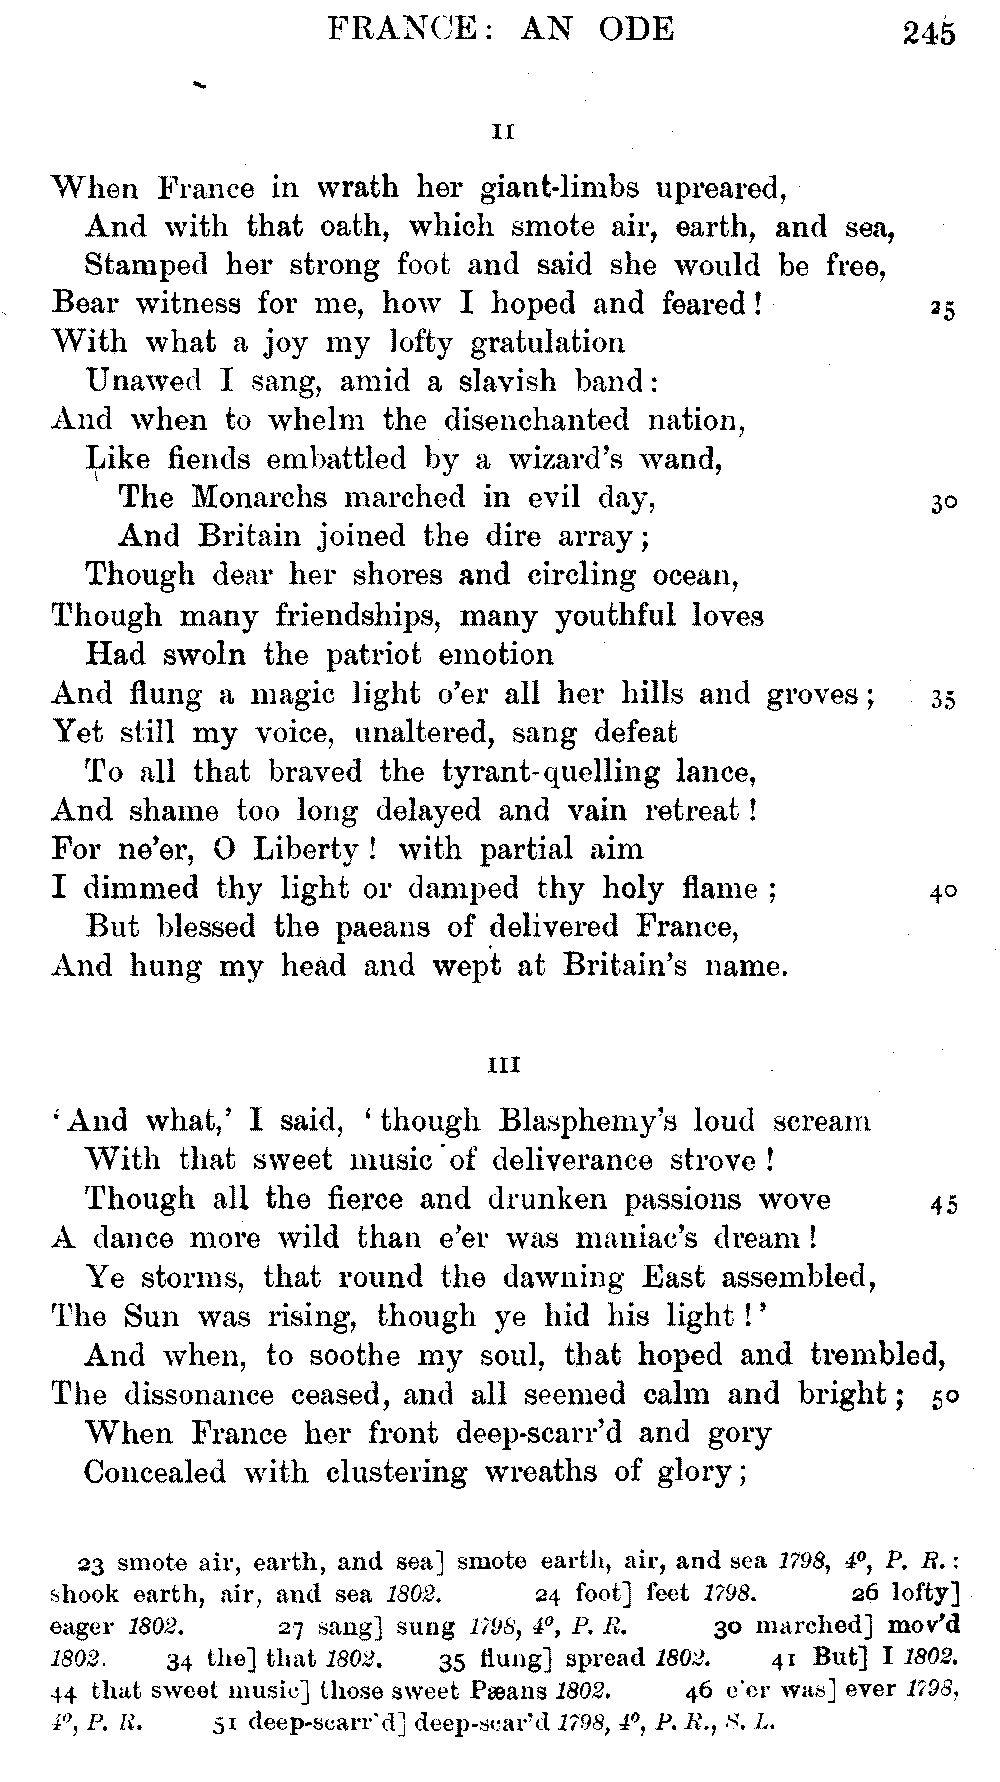 FRANCE: AN ODE 245
II
When France in wrath her giant-limbs upreared,
And with that oath, which smote air, earth, and sea,
Stamped her strong foot and said she would be free,
Bear witness for me, how I hoped and feared! 25
With what a joy my lofty gratulation
Unawed I sang, amid a slavish band:
And when to whelm the disenchanted nation,
Like fiends embattled by a wizard's wand,
The Monarchs marched in evil day, 30
And Britain joined the dire array;
Though dear her shores and circling ocean,
Though many friendships, many youthful loves
Had swoln the patriot emotion
And flung a magic light o'er all her hills and groves; 35
Yet still my voice, unaltered, sang defeat
To all that braved the tyrant-quelling lance,
And shame too long delayed and vain retreat!
For ne'er, O Liberty! with partial aim
I dimmed thy light or damped thy holy flame; 40
But blessed the paeans of delivered France,
And hung my head and wept at Britain's name.
III
'And what,' I said, 'though Blasphemy's loud scream
With that sweet music of deliverance strove!
Though all the fierce and drunken passions wove 45
A dance more wild than e'er was maniac's dream!
Ye storms, that round the dawning East assembled,
The Sun was rising, though ye hid his light!'
And when, to soothe my soul, that hoped and trembled,
The dissonance ceased, and all seemed calm and bright; 50
When France her front deep-scarr'd and gory
Concealed with clustering wreaths of glory;
23 smote air, earth, and sea] smote earth, air, and sea 1798, 4º, P. R.:
shook earth, air, and sea 1802. 24 foot] feet 1798. 26 lofty]
eager 1802. 27 sang] sung 1798, 4º, P. R. 30 marched] mov'd
1802. 34 the] that 1802. 35 flung] spread 1802. 41 But] I 1802.
44 that sweet music] those sweet Pæans 1802. 46 e'er was] ever 1798,
4º, P. R. 51 deep-scarr'd] deep-scar'd 1798, 4º, P. R., S. L.